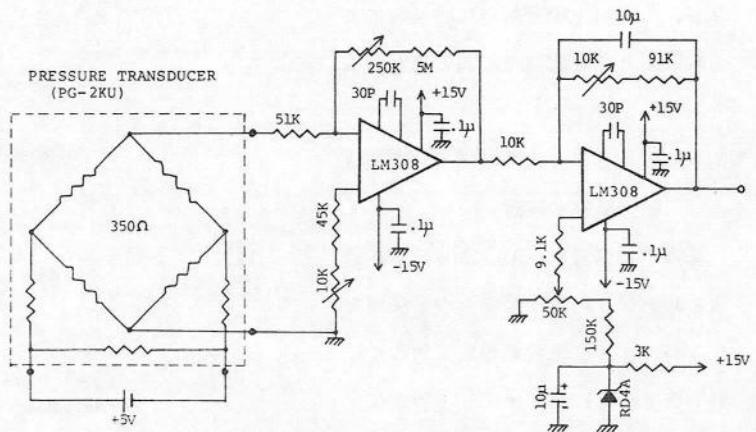 PRESSURE TRANSDUCER
(PG-2KU)
350Ω
+5V
51K
250K
5M
30P
+15V
.1μ
LM308
.1μ
-15V
45K
10K
10K
10μ
10K
91K
30P
+15V
.1μ
LM308
.1μ
-15V
9.1K
50K
150K
3K
+15V
10μ
+
RD4A